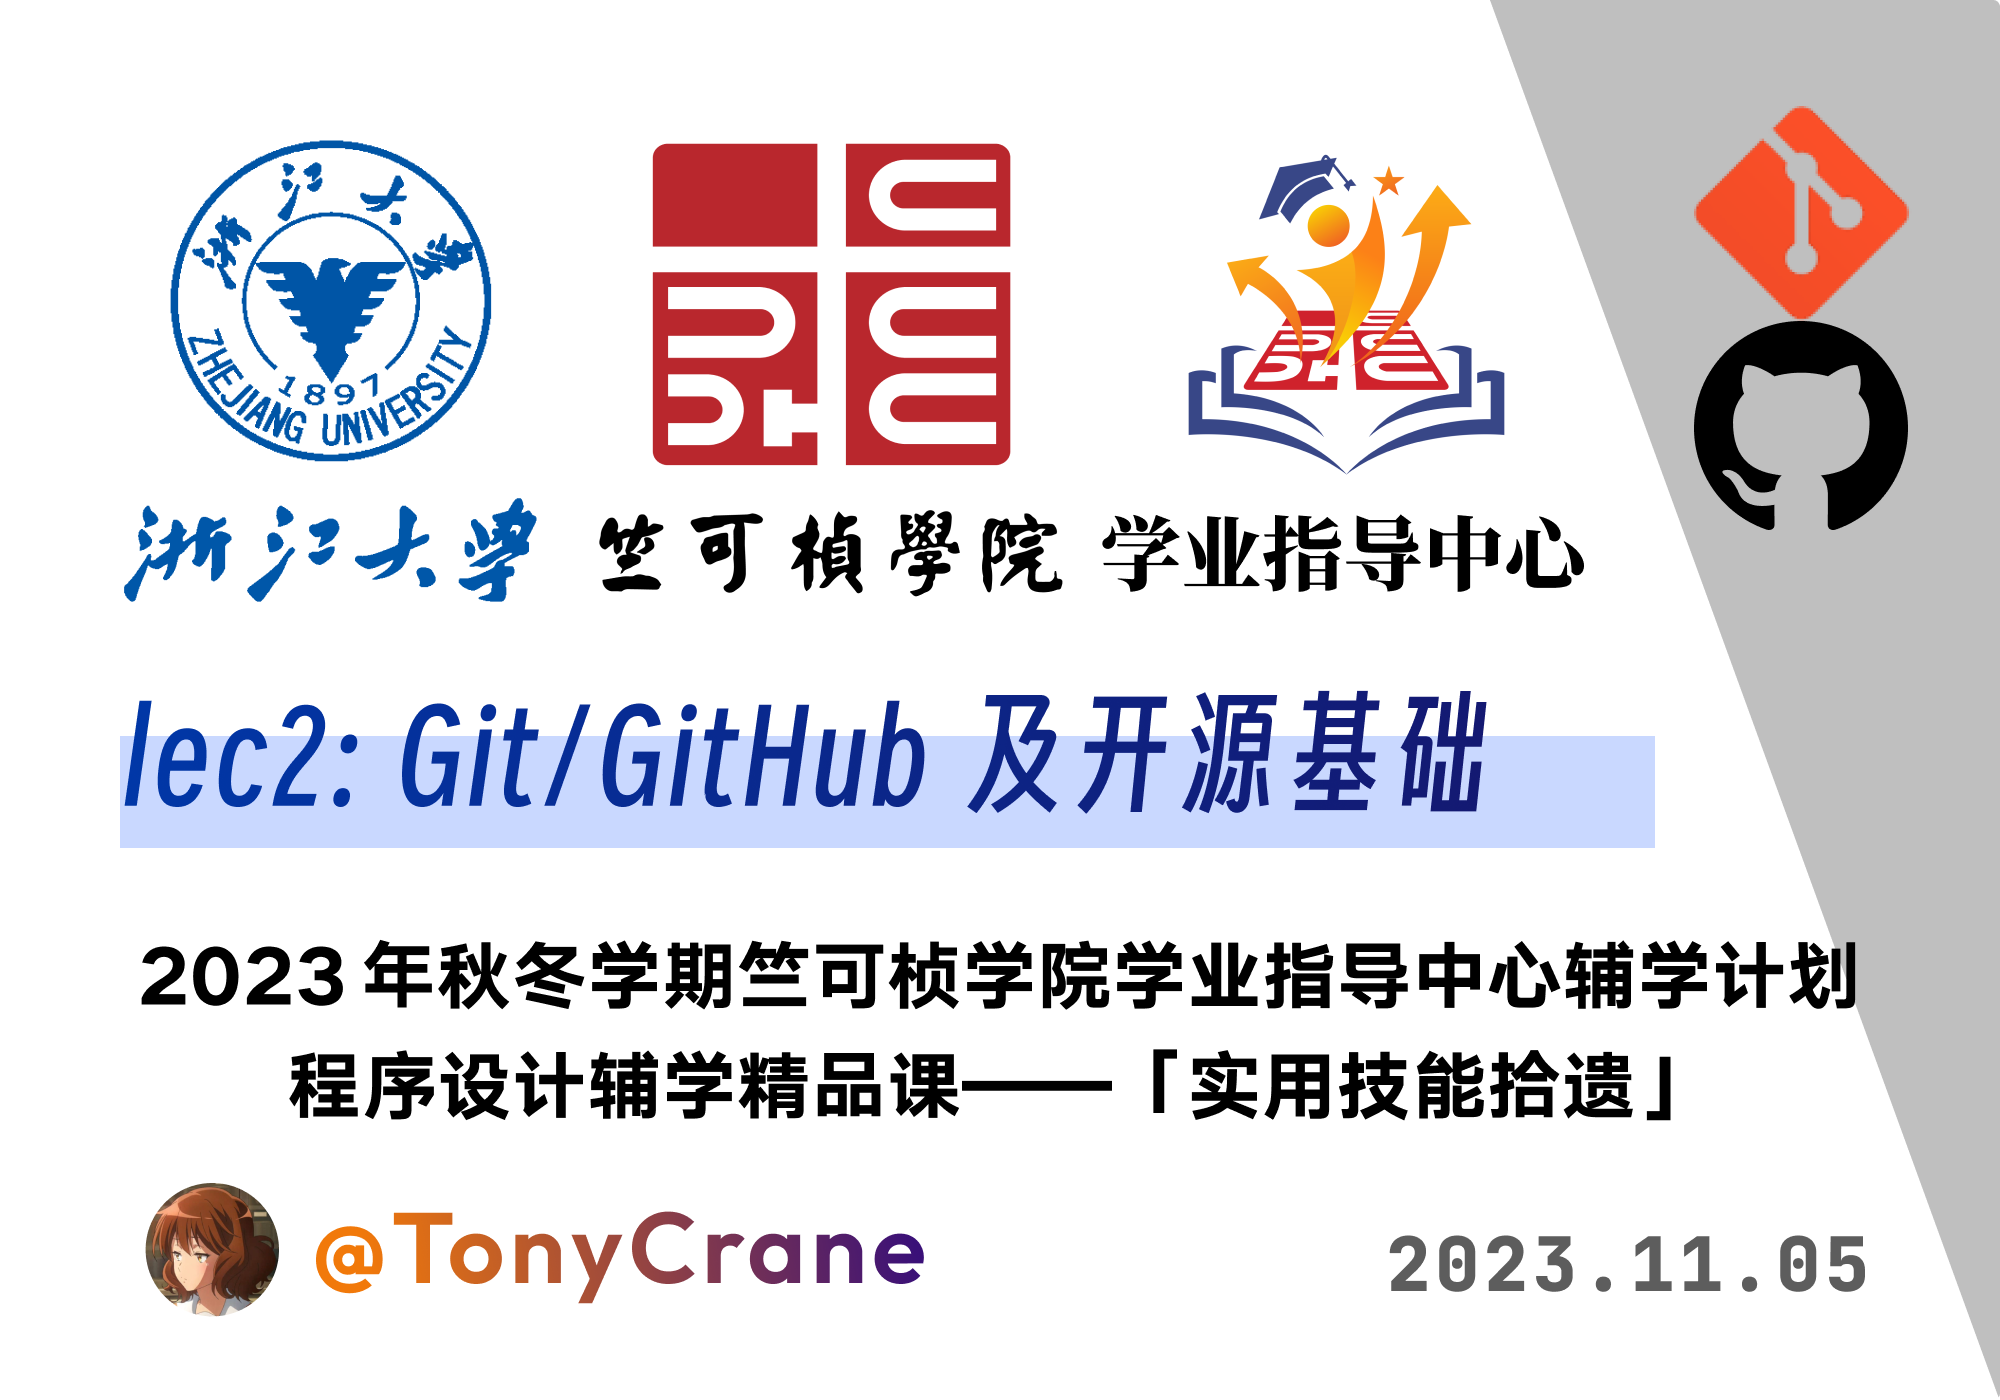 浙江大學
ZHEJIANG UNIVERSITY
1897
浙江大學 竺可楨學院 学业指导中心
lec2: Git/GitHub 及开源基础
2023 年秋冬学期竺可桢学院学业指导中心辅学计划
程序设计辅学精品课——「实用技能拾遗」
@TonyCrane
2023.11.05